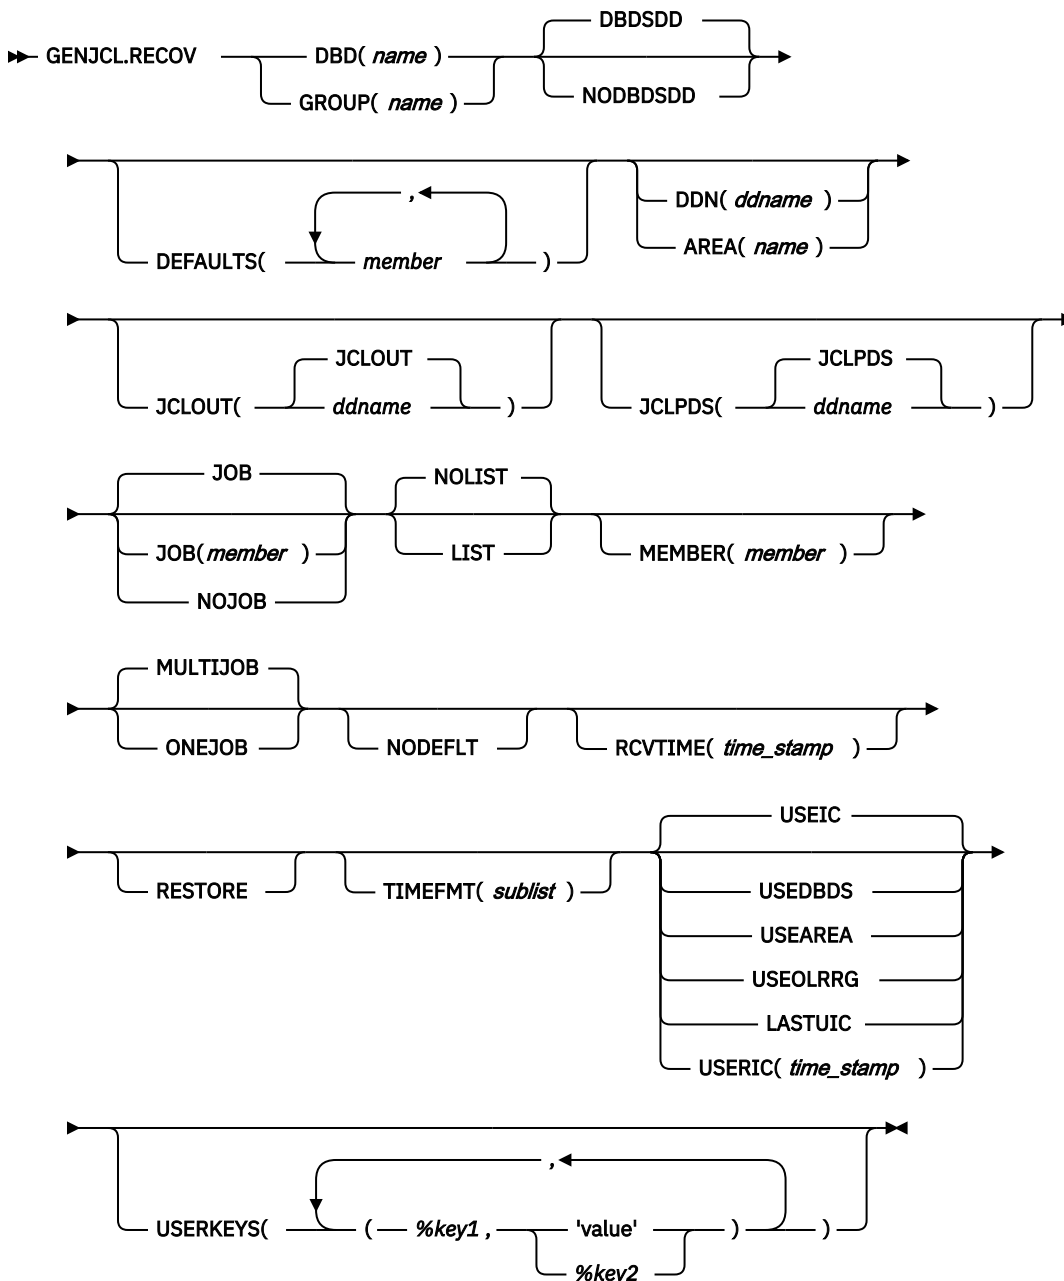 DBDSDD
GENJCL.RECOV DBD( name )
GROUP( name ) NODBDSDD
,
DEFAULTS( member )
DDN( ddname )
AREA( name )
JCLOUT
JCLOUT( ddname )
JCLPDS
JCLPDS( ddname )
JOB
JOB(member )
NOJOB
NOLIST
LIST
MEMBER( member )
MULTIJOB
ONEJOB
NODEFLT
RCVTIME( time_stamp )
RESTORE
TIMEFMT( sublist )
USEIC
USEDBDS
USEAREA
USEOLRRG
LASTUIC
USERIC( time_stamp )
,
USERKEYS( ( %key1 , 'value' ) )
%key2